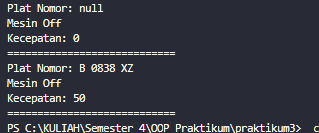 Plat Nomor: null
Mesin Off
Kecepatan: 0
============================
Plat Nomor: B 0838 XZ
Mesin Off
Kecepatan: 50
============================
PS C:\KULIAH\Semester 4\OOP Praktikum\praktikum3> c